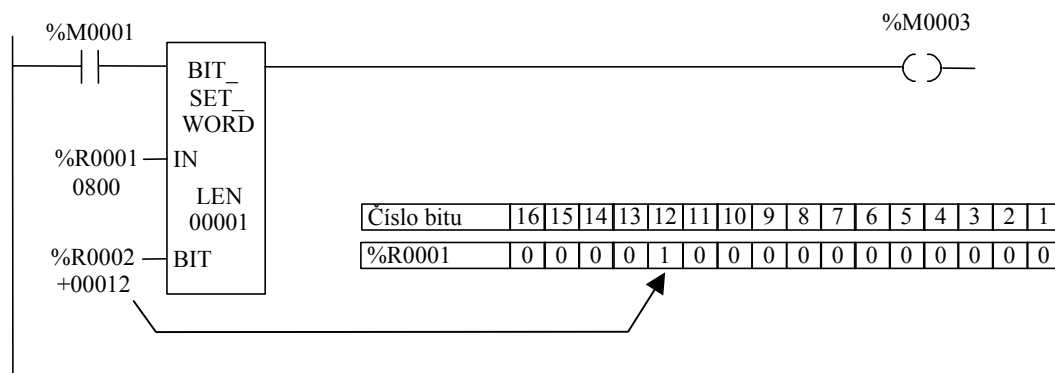 %M0001
%M0003
BIT_
SET_
WORD
%R0001 IN
0800
LEN
00001
%R0002 BIT
+00012
Číslo bitu 16 15 14 13 12 11 10 9 8 7 6 5 4 3 2 1
%R0001 0 0 0 0 1 0 0 0 0 0 0 0 0 0 0 0